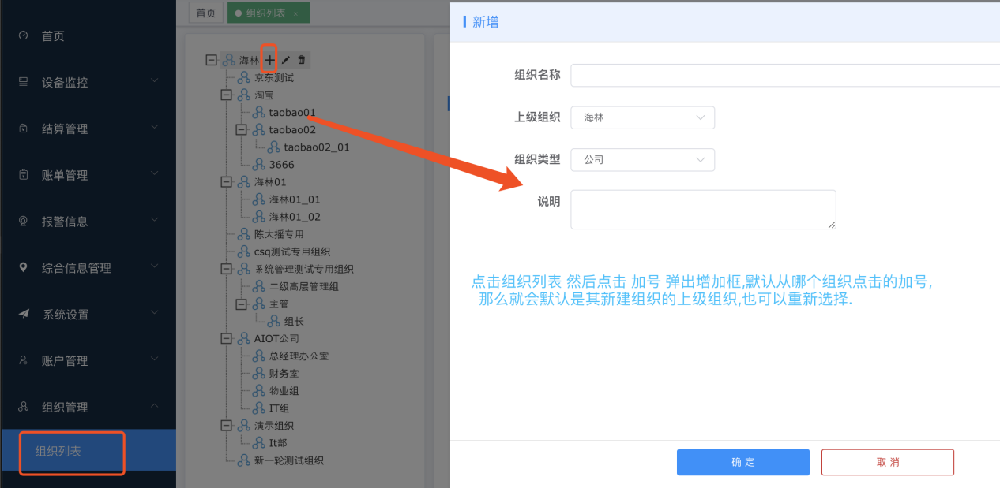 首页
设备监控
结算管理
账单管理
报警信息
综合信息管理
系统设置
账户管理
组织管理
组织列表
首页
组织列表
海林
京东测试
淘宝
taobao01
taobao02
taobao02_01
3666
海林01
海林01_01
海林01_02
陈大摇专用
csq测试专用组织
系统管理测试专用组织
二级高层管理组
主管
组长
AIOT公司
总经理办公室
财务室
物业组
IT组
演示组织
It部
新一轮测试组织
新增
组织名称
上级组织 海林
组织类型 公司
说明
点击组织列表 然后点击 加号 弹出增加框,默认从哪个组织点击的加号,
那么就会默认是其新建组织的上级组织,也可以重新选择.
确定 取消